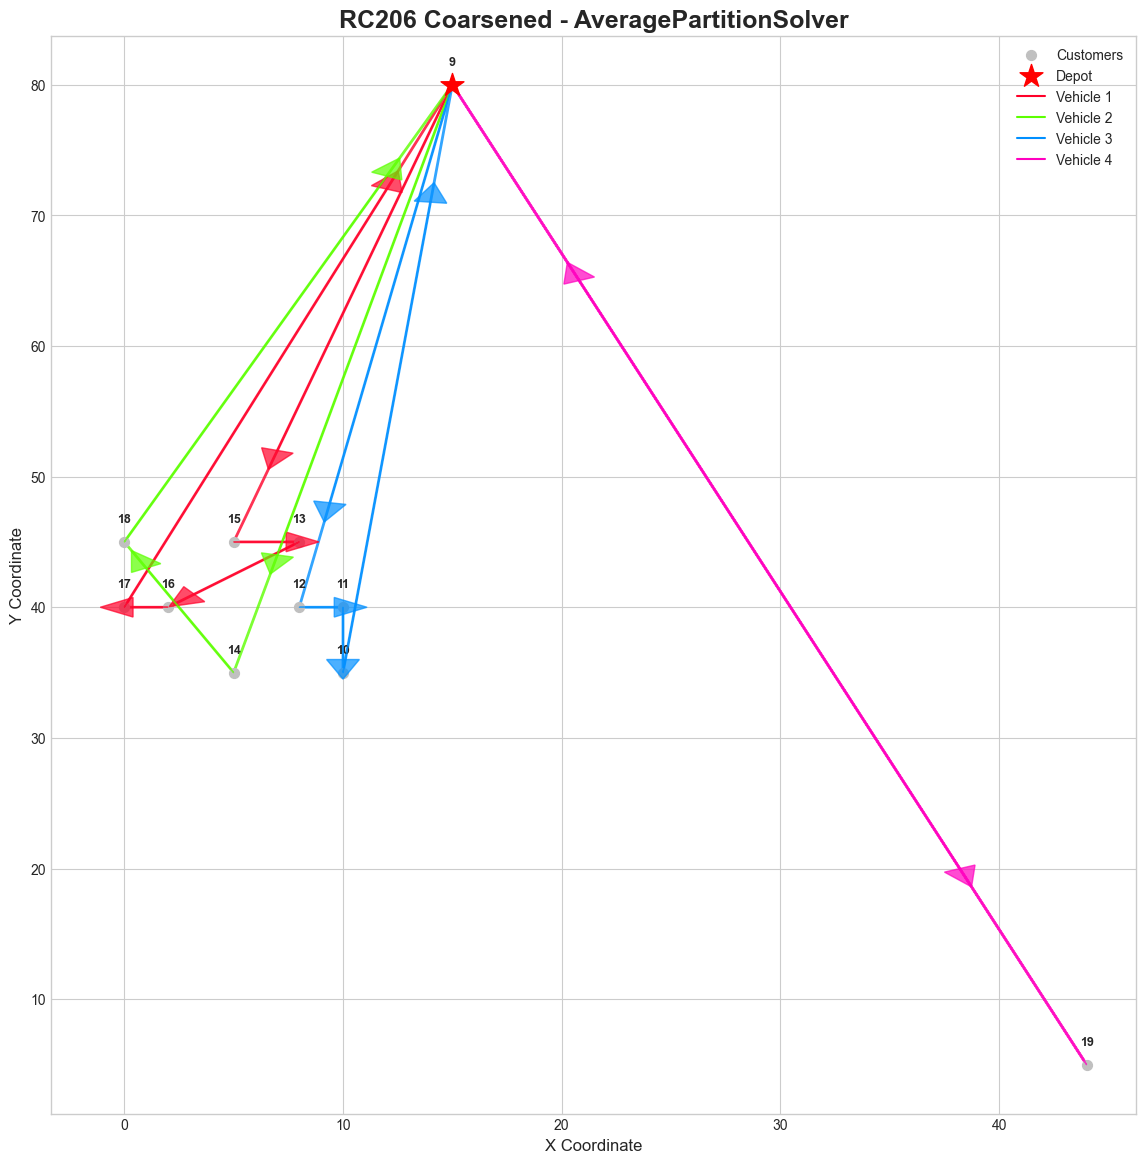 RC206 Coarsened - AveragePartitionSolver
9
Customers
Depot
Vehicle 1
Vehicle 2
Vehicle 3
Vehicle 4
80
70
60
50
40
30
20
10
Y Coordinate
18
15
13
17
16
12
11
14
10
19
0
10
20
30
40
X Coordinate